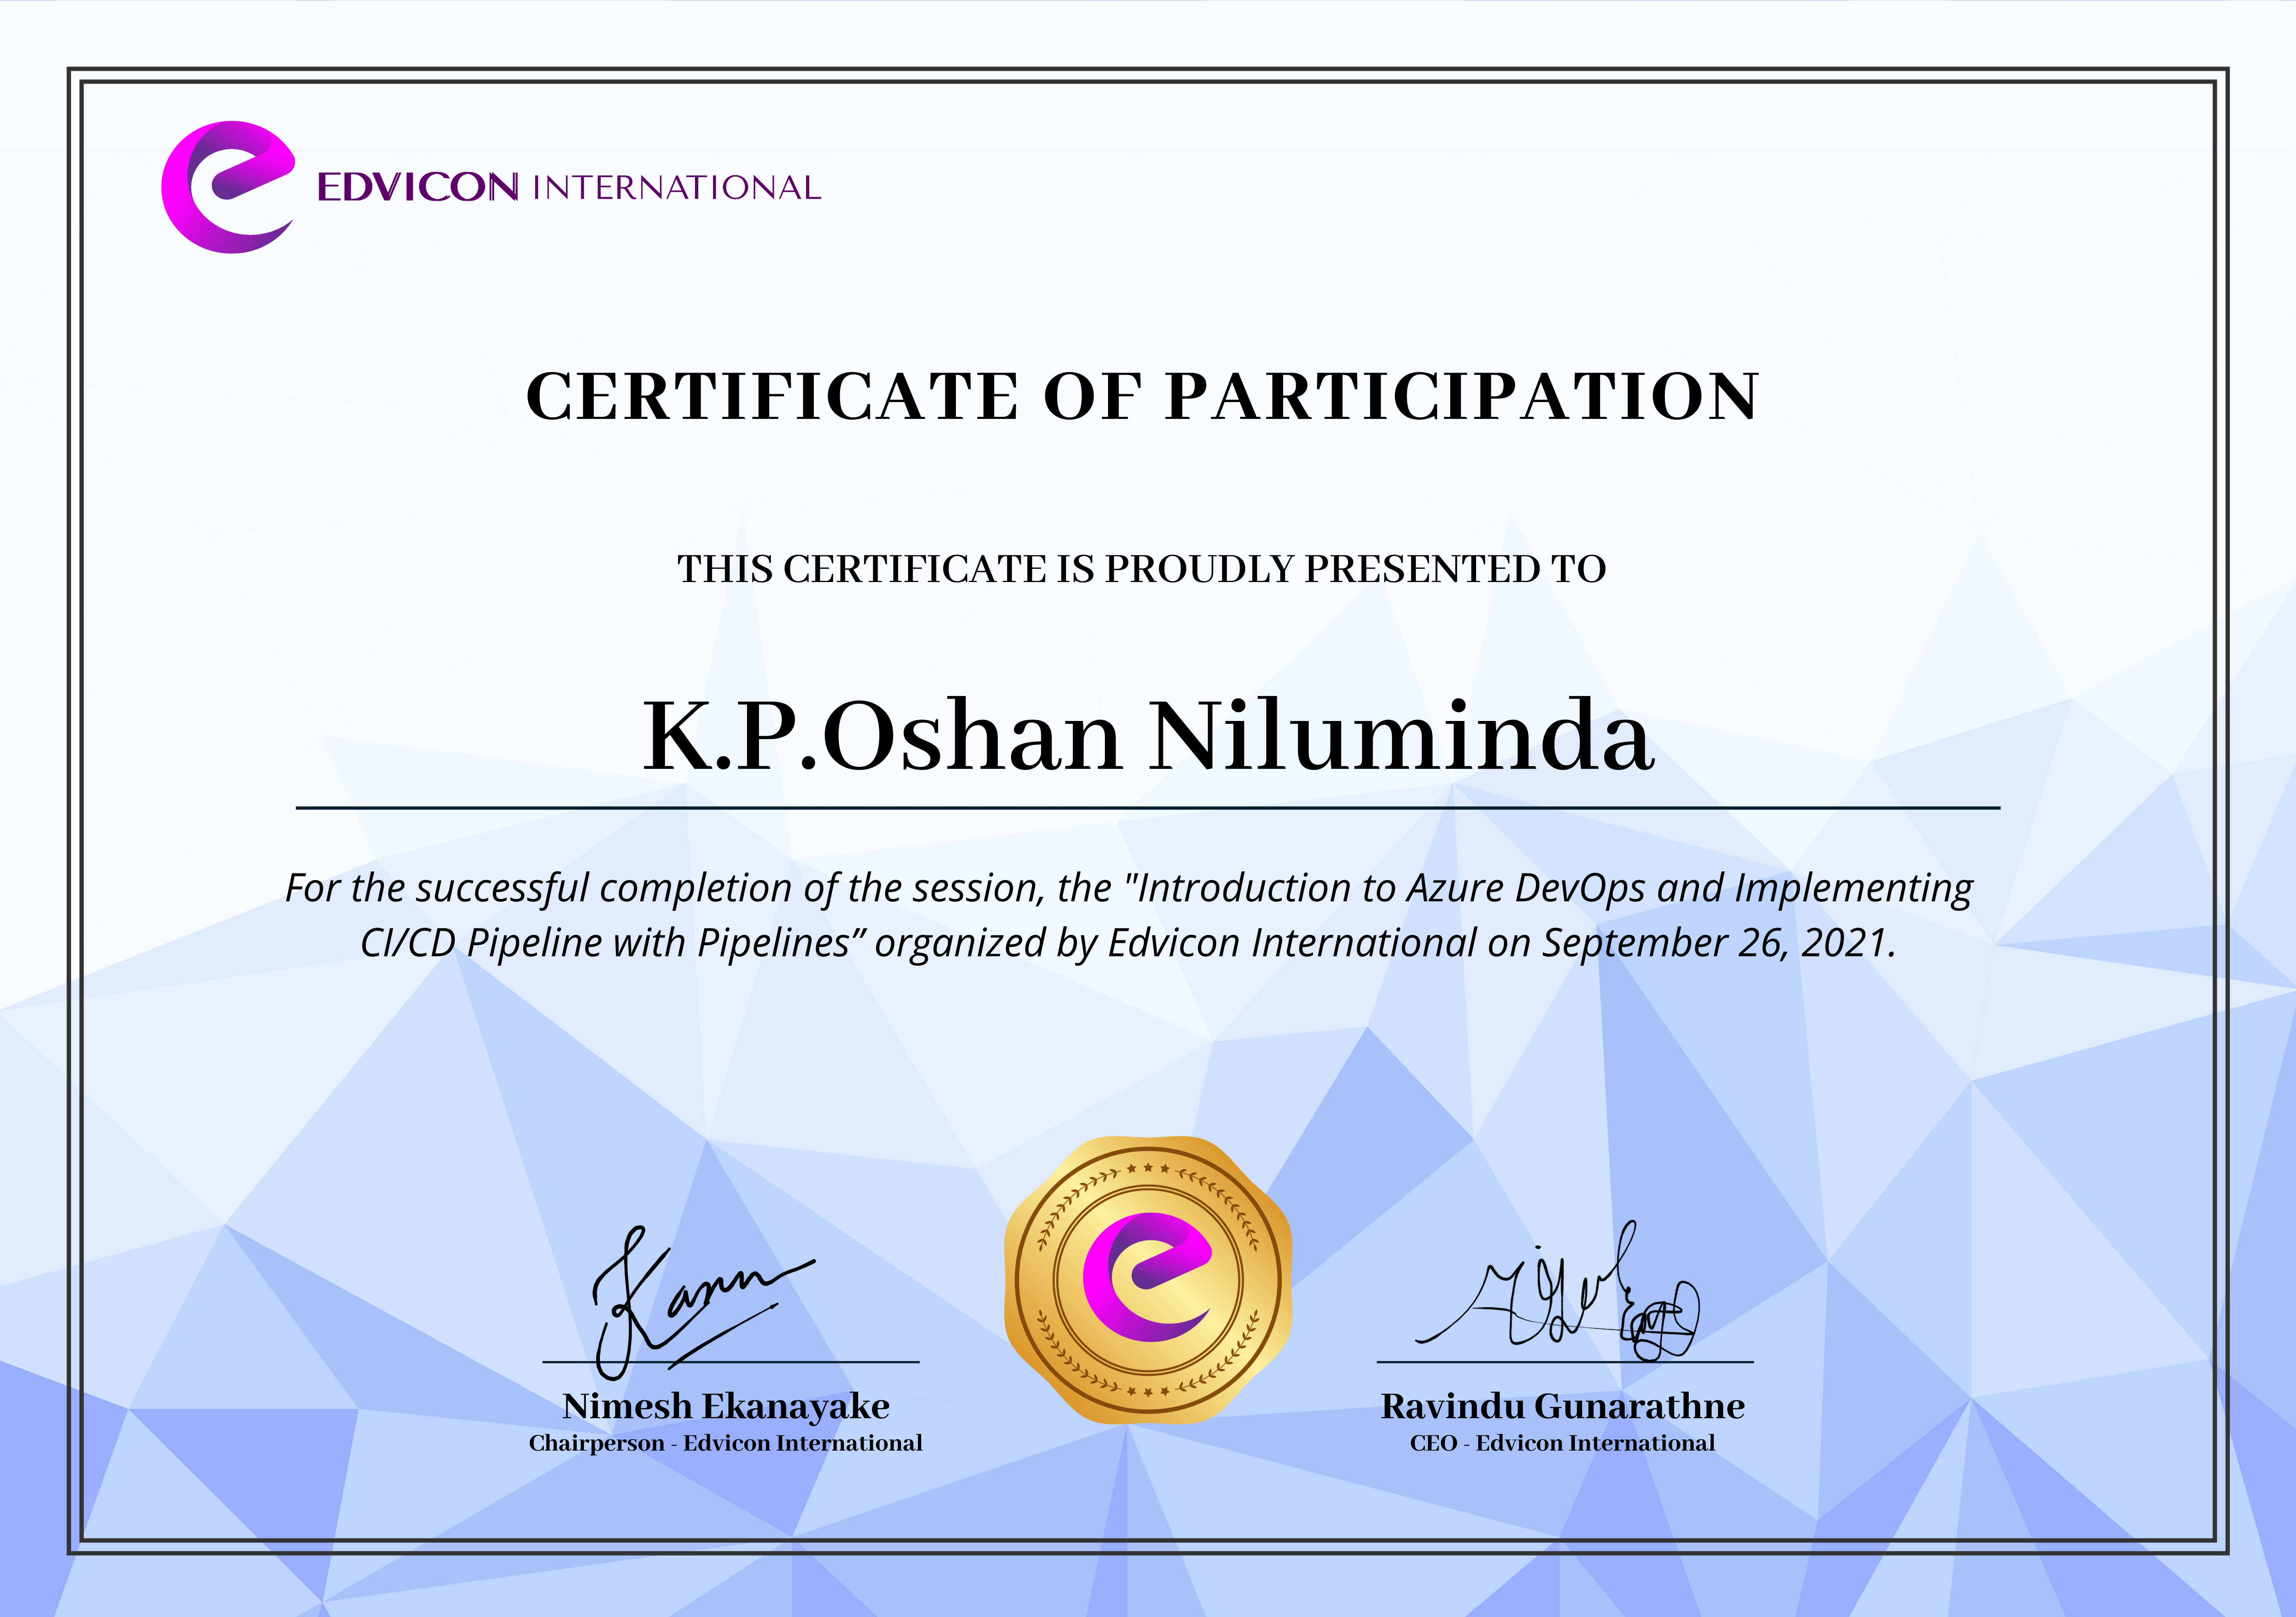 EDVICON INTERNATIONAL
CERTIFICATE OF PARTICIPATION
THIS CERTIFICATE IS PROUDLY PRESENTED TO
K.P.Oshan Niluminda
For the successful completion of the session, the "Introduction to Azure DevOps and Implementing
CI/CD Pipeline with Pipelines” organized by Edvicon International on September 26, 2021.
Nimesh Ekanayake
Chairperson - Edvicon International
Ravindu Gunarathne
CEO - Edvicon International